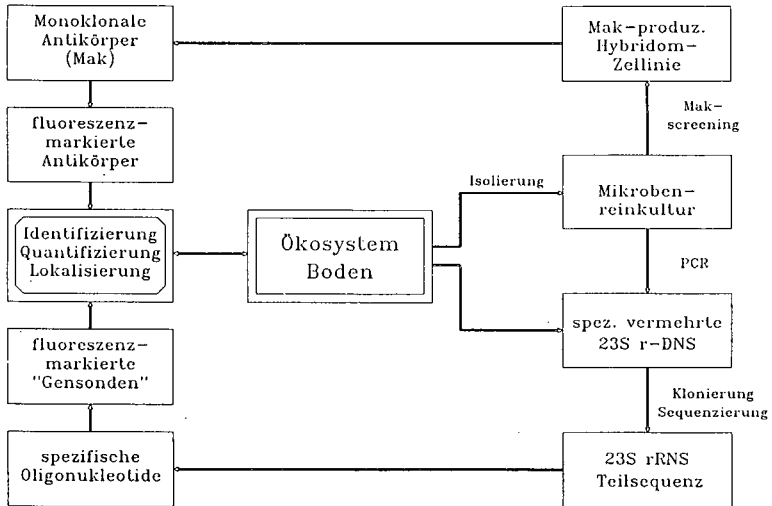 Monoklonale
Antikörper
(Mak)
Mak-produz.
Hybridom-
Zellinie
fluoreszenz-
markierte
Antikörper
Mak-
screening
Isolierung
Mikroben-
reinkultur
Identifizierung
Quantifizierung
Lokalisierung
Ökosystem
Boden
PCR
spez. vermehrte
23S r-DNS
fluoreszenz-
markierte
"Gensonden"
Klonierung
Sequenzierung
spezifische
Oligonukleotide
23S rRNS
Teilsequenz